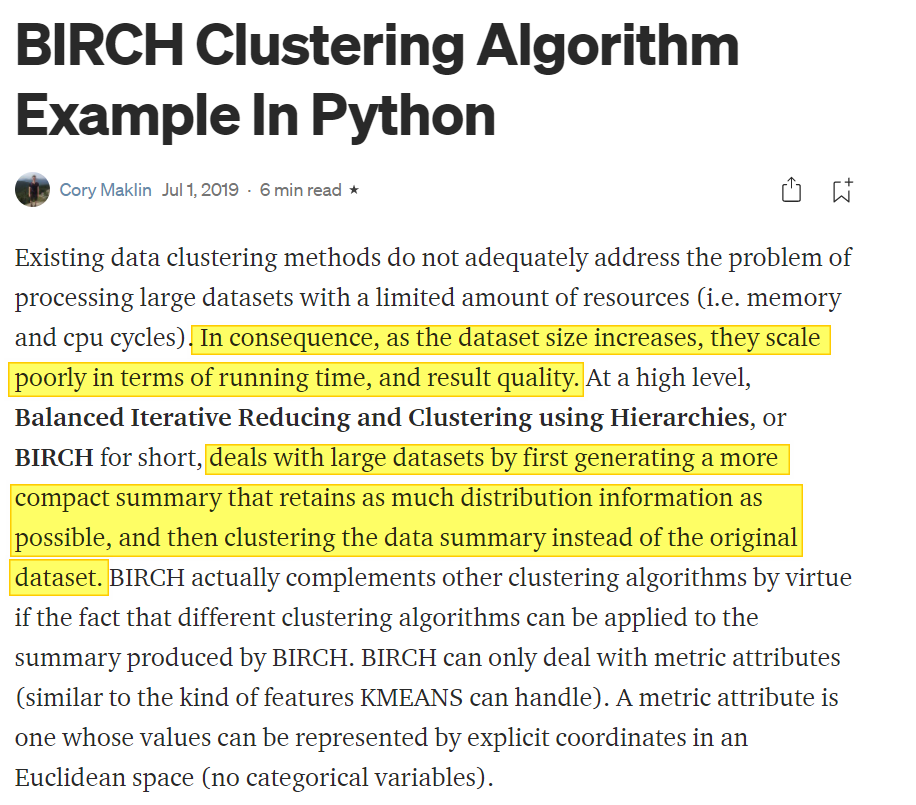 BIRCH Clustering Algorithm
Example In Python
Cory Maklin Jul 1, 2019 · 6 min read ★
Existing data clustering methods do not adequately address the problem of
processing large datasets with a limited amount of resources (i.e. memory
and cpu cycles). In consequence, as the dataset size increases, they scale
poorly in terms of running time, and result quality. At a high level,
Balanced Iterative Reducing and Clustering using Hierarchies, or
BIRCH for short, deals with large datasets by first generating a more
compact summary that retains as much distribution information as
possible, and then clustering the data summary instead of the original
dataset. BIRCH actually complements other clustering algorithms by virtue
if the fact that different clustering algorithms can be applied to the
summary produced by BIRCH. BIRCH can only deal with metric attributes
(similar to the kind of features KMEANS can handle). A metric attribute is
one whose values can be represented by explicit coordinates in an
Euclidean space (no categorical variables).